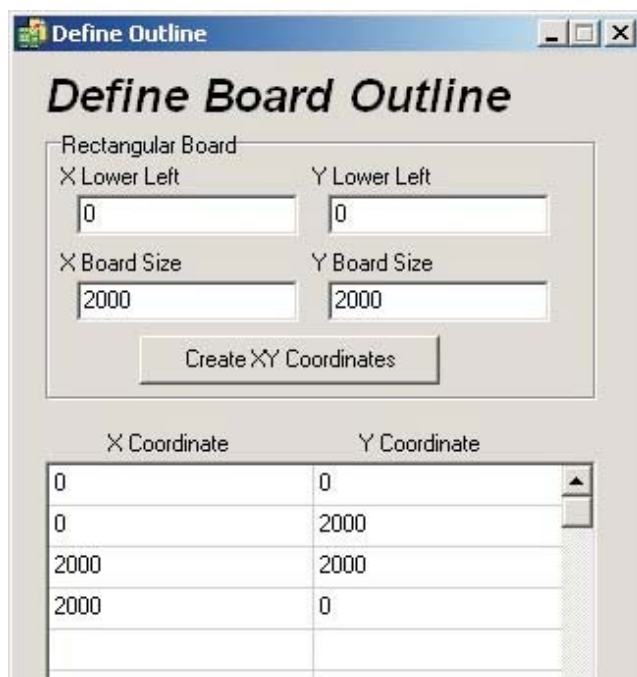 Define Outline
Define Board Outline
Rectangular Board
X Lower Left Y Lower Left
0 0
X Board Size Y Board Size
2000 2000
Create XY Coordinates
X Coordinate Y Coordinate
0 0
0 2000
2000 2000
2000 0